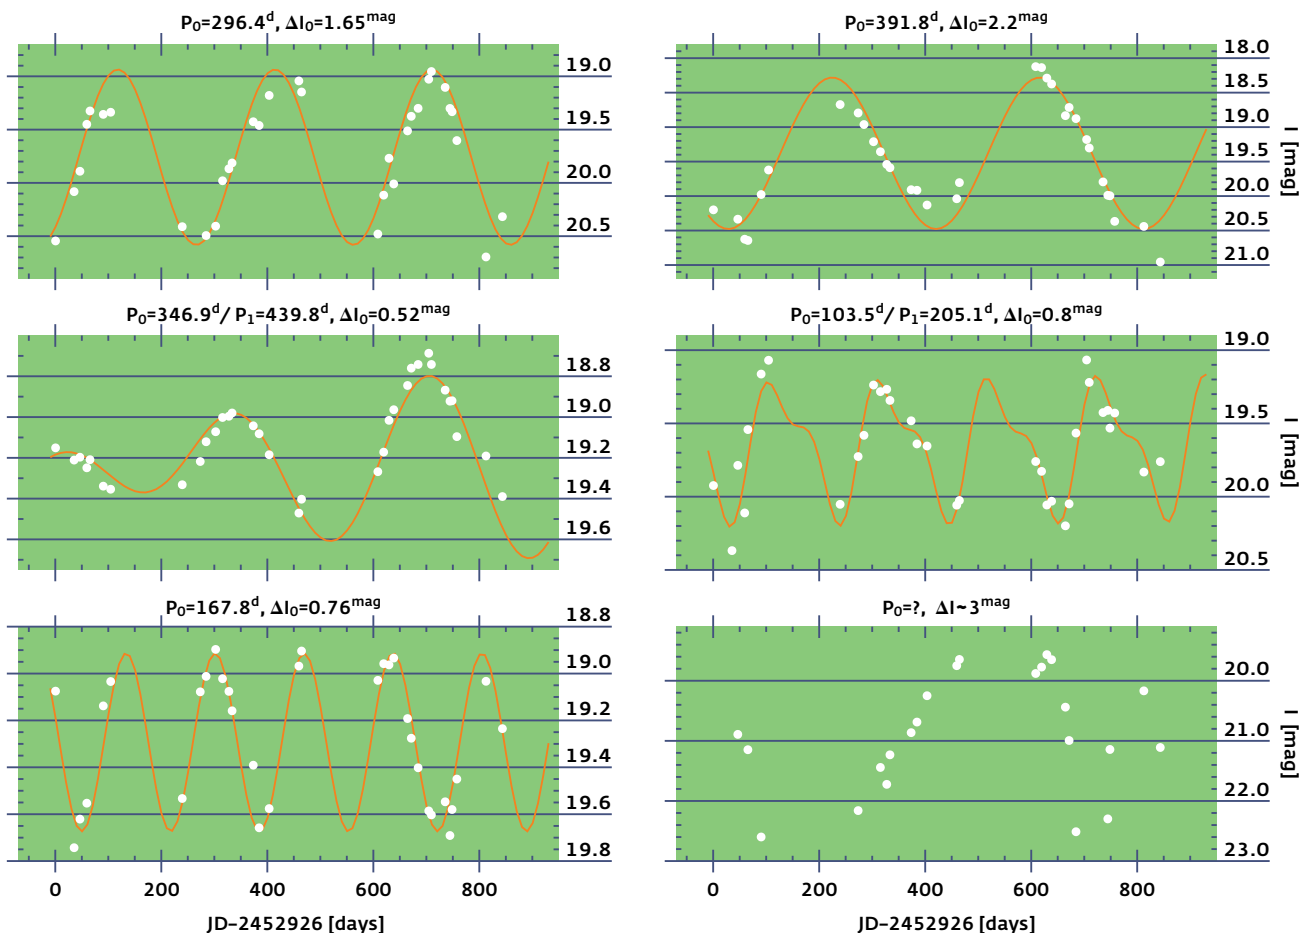 P₀=296.4ᵈ, ΔI₀=1.65ᵐᵃᵍ
19.0
19.5
20.0
20.5
P₀=391.8ᵈ, ΔI₀=2.2ᵐᵃᵍ
18.0
18.5
19.0
19.5
20.0
20.5
21.0
I [mag]
P₀=346.9ᵈ/ P₁=439.8ᵈ, ΔI₀=0.52ᵐᵃᵍ
18.8
19.0
19.2
19.4
19.6
P₀=103.5ᵈ/ P₁=205.1ᵈ, ΔI₀=0.8ᵐᵃᵍ
19.0
19.5
20.0
20.5
I [mag]
P₀=167.8ᵈ, ΔI₀=0.76ᵐᵃᵍ
18.8
19.0
19.2
19.4
19.6
19.8
0 200 400 600 800
JD–2452926 [days]
P₀=?, ΔI~3ᵐᵃᵍ
20.0
21.0
22.0
23.0
I [mag]
0 200 400 600 800
JD–2452926 [days]